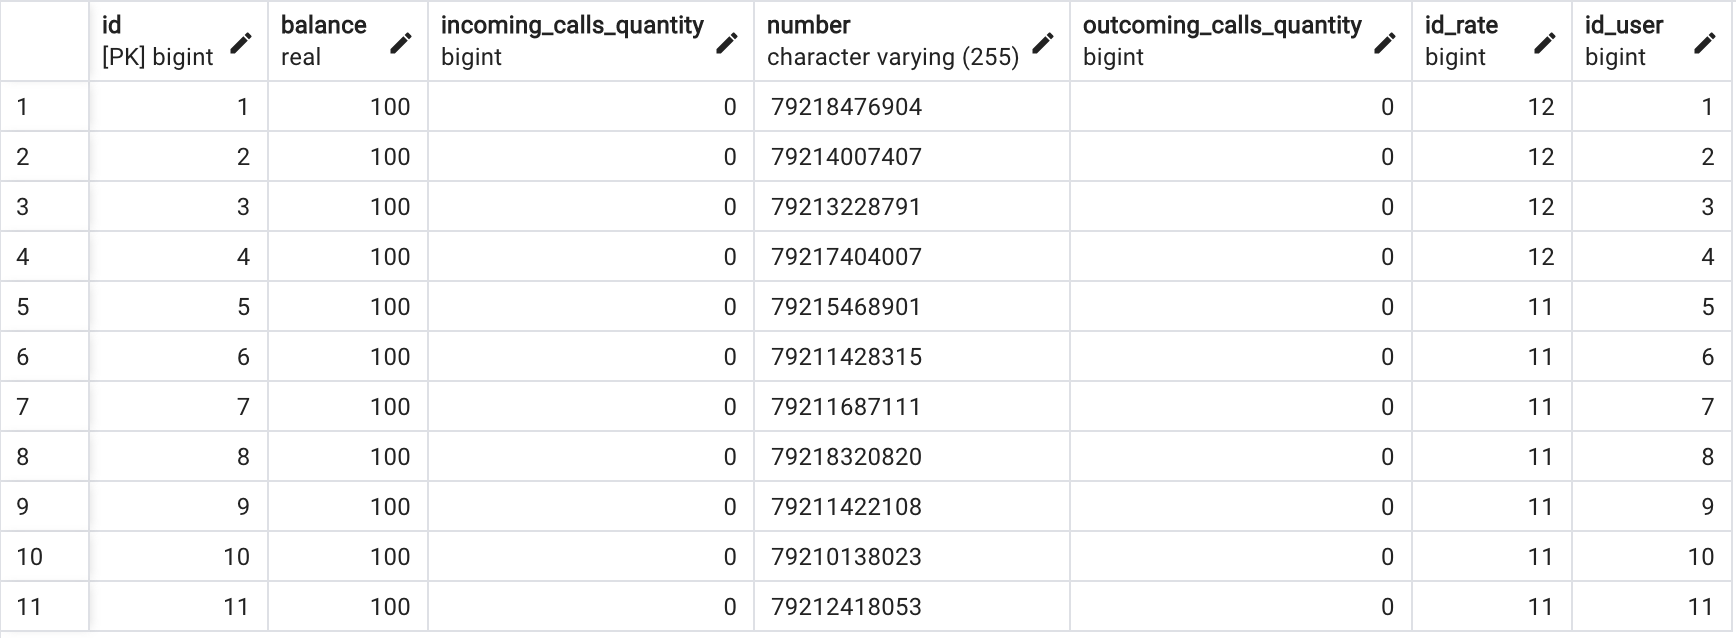 id balance incoming_calls_quantity number outcoming_calls_quantity id_rate id_user
[PK] bigint real bigint character varying (255) bigint bigint bigint
1 1 100 0 79218476904 0 12 1
2 2 100 0 79214007407 0 12 2
3 3 100 0 79213228791 0 12 3
4 4 100 0 79217404007 0 12 4
5 5 100 0 79215468901 0 11 5
6 6 100 0 79211428315 0 11 6
7 7 100 0 79211687111 0 11 7
8 8 100 0 79218320820 0 11 8
9 9 100 0 79211422108 0 11 9
10 10 100 0 79210138023 0 11 10
11 11 100 0 79212418053 0 11 11